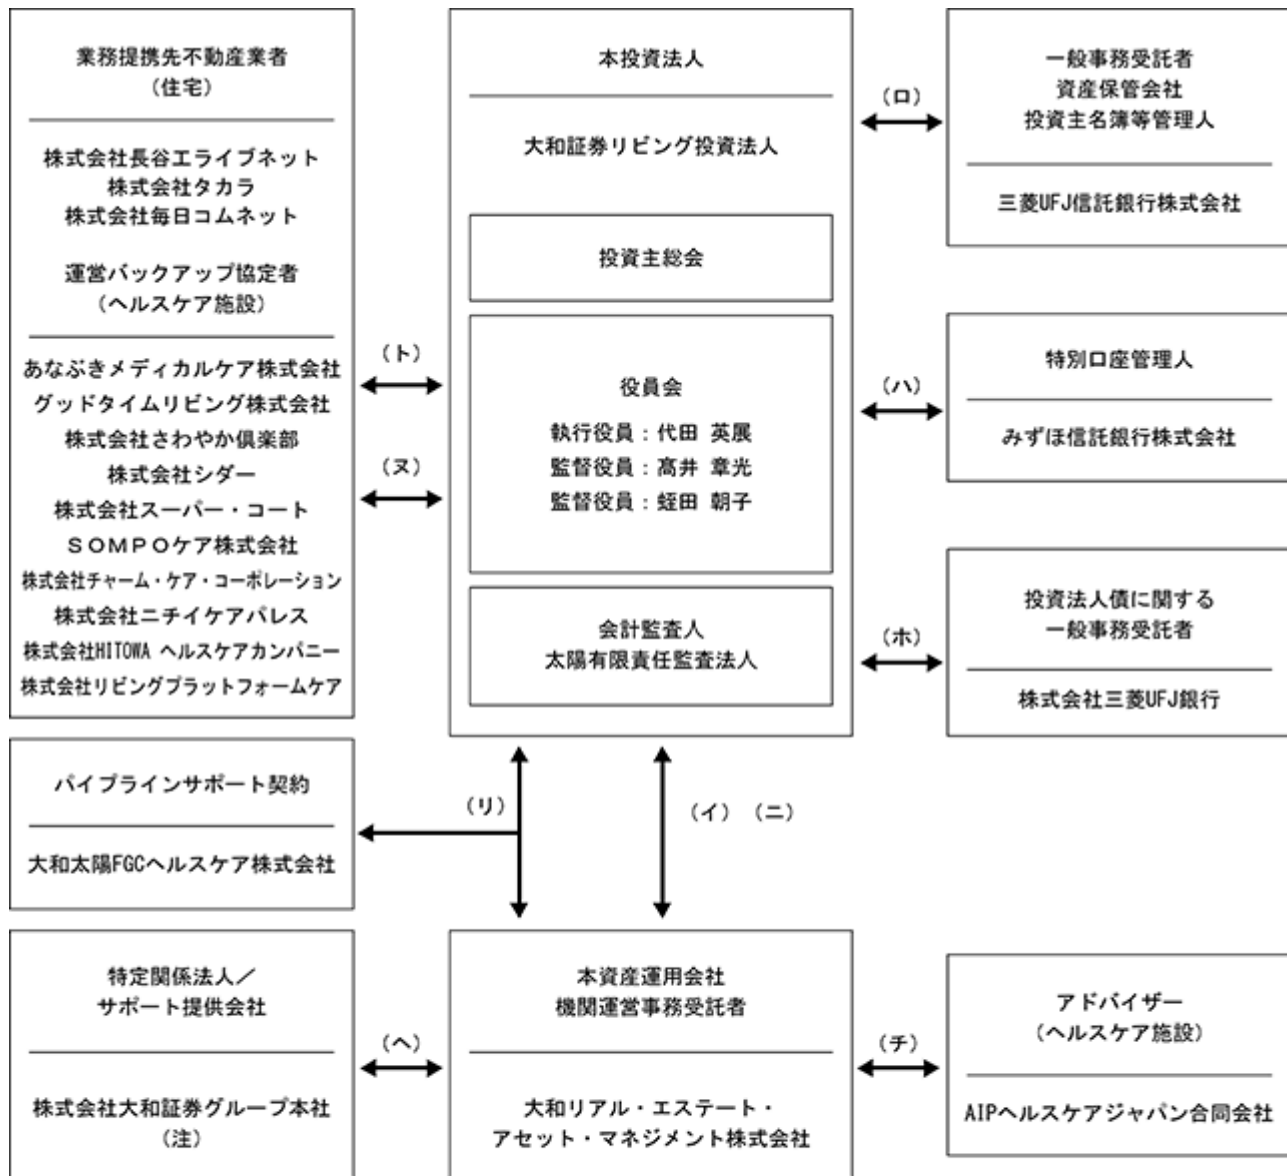 業務提携先不動産業者
(住宅)
株式会社長谷工ライブネット
株式会社タカラ
株式会社毎日コムネット
運営バックアップ協定者
(ヘルスケア施設)
あなぶきメディカルケア株式会社
グッドタイムリビング株式会社
株式会社さわやか倶楽部
株式会社シダー
株式会社スーパー・コート
SOMPOケア株式会社
株式会社チャーム・ケア・コーポレーション
株式会社ニチイケアパレス
株式会社HITOWA ヘルスケアカンパニー
株式会社リビングプラットフォームケア
(ト)
(ヌ)
本投資法人
大和証券リビング投資法人
投資主総会
役員会
執行役員：代田 英展
監督役員：髙井 章光
監督役員：蛭田 朝子
会計監査人
太陽有限責任監査法人
(ロ)
一般事務受託者
資産保管会社
投資主名簿等管理人
三菱UFJ信託銀行株式会社
(ハ)
特別口座管理人
みずほ信託銀行株式会社
(ホ)
投資法人債に関する
一般事務受託者
株式会社三菱UFJ銀行
パイプラインサポート契約
大和太陽FGCヘルスケア株式会社
(リ)
(イ) (ニ)
特定関係法人／
サポート提供会社
株式会社大和証券グループ本社
(注)
(ヘ)
本資産運用会社
機関運営事務受託者
大和リアル・エステート・
アセット・マネジメント株式会社
(チ)
アドバイザー
(ヘルスケア施設)
AIPヘルスケアジャパン合同会社